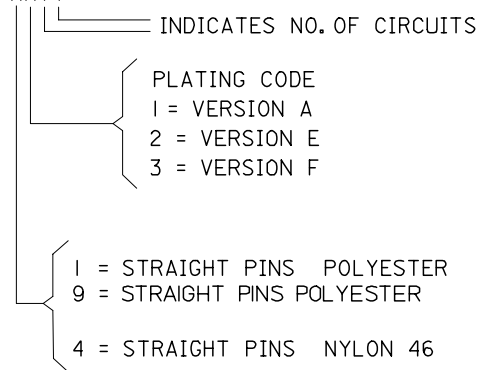 INDICATES NO. OF CIRCUITS
PLATING CODE
1 = VERSION A
2 = VERSION E
3 = VERSION F
1 = STRAIGHT PINS POLYESTER
9 = STRAIGHT PINS POLYESTER
4 = STRAIGHT PINS NYLON 46